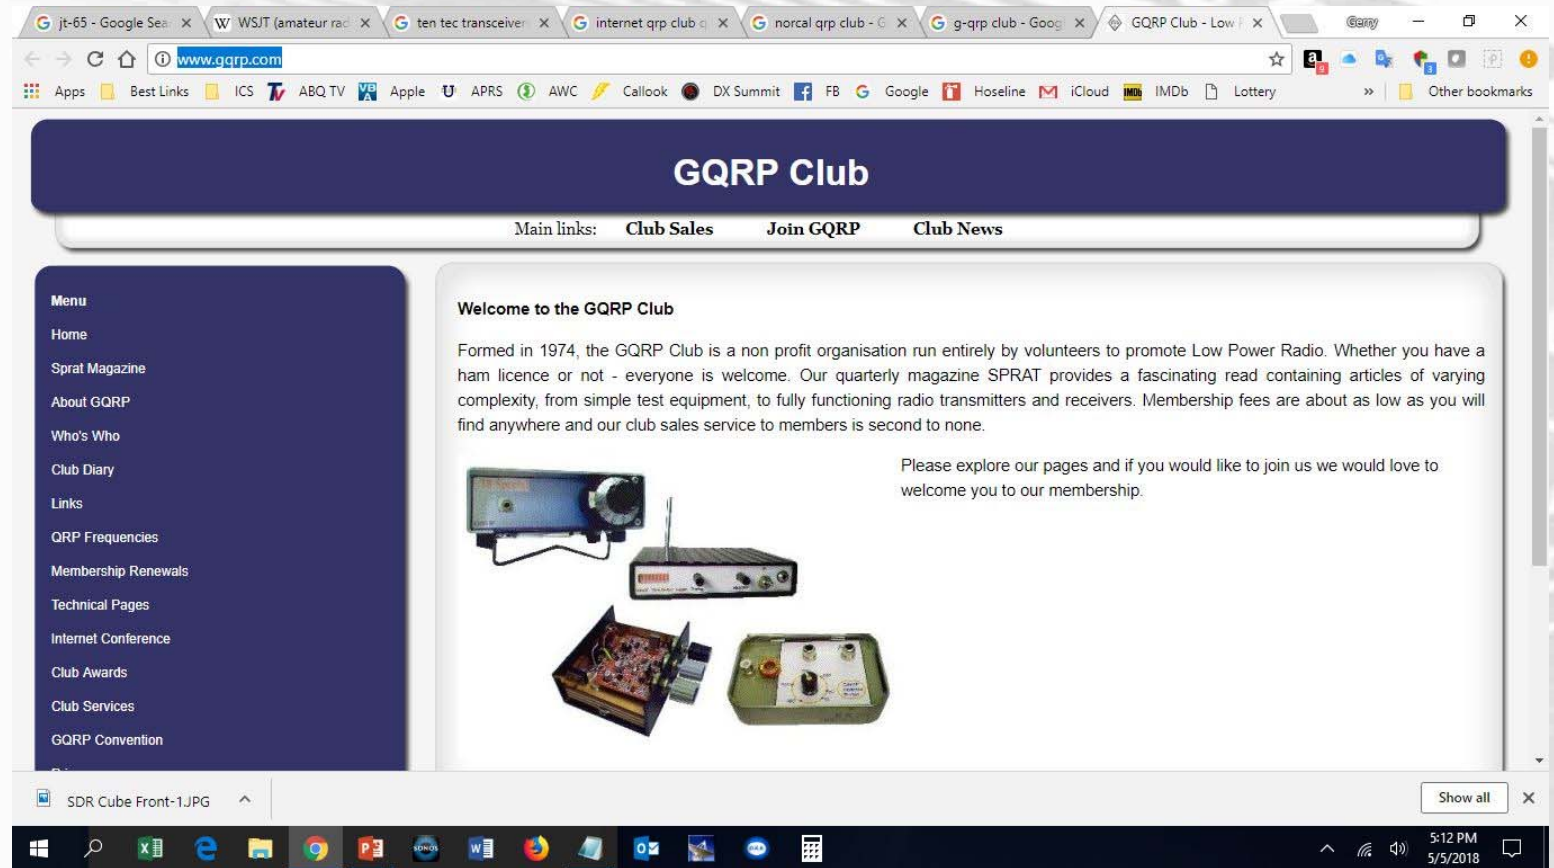 jt-65 - Google Sea
WSJT (amateur rad
ten tec transceiver
internet qrp club q
norcal qrp club - G
g-qrp club - Goog
GQRP Club - Low P
Gerry
www.gqrp.com
Apps Best Links ICS ABQ TV Apple APRS AWC Callook DX Summit FB Google Hoseline iCloud IMDb Lottery » Other bookmarks
GQRP Club
Main links: Club Sales Join GQRP Club News
Menu
Home
Sprat Magazine
About GQRP
Who's Who
Club Diary
Links
QRP Frequencies
Membership Renewals
Technical Pages
Internet Conference
Club Awards
Club Services
GQRP Convention
Welcome to the GQRP Club
Formed in 1974, the GQRP Club is a non profit organisation run entirely by volunteers to promote Low Power Radio. Whether you have a
ham licence or not - everyone is welcome. Our quarterly magazine SPRAT provides a fascinating read containing articles of varying
complexity, from simple test equipment, to fully functioning radio transmitters and receivers. Membership fees are about as low as you will
find anywhere and our club sales service to members is second to none.
Please explore our pages and if you would like to join us we would love to
welcome you to our membership.
SDR Cube Front-1.JPG
Show all
SONOS
5:12 PM
5/5/2018